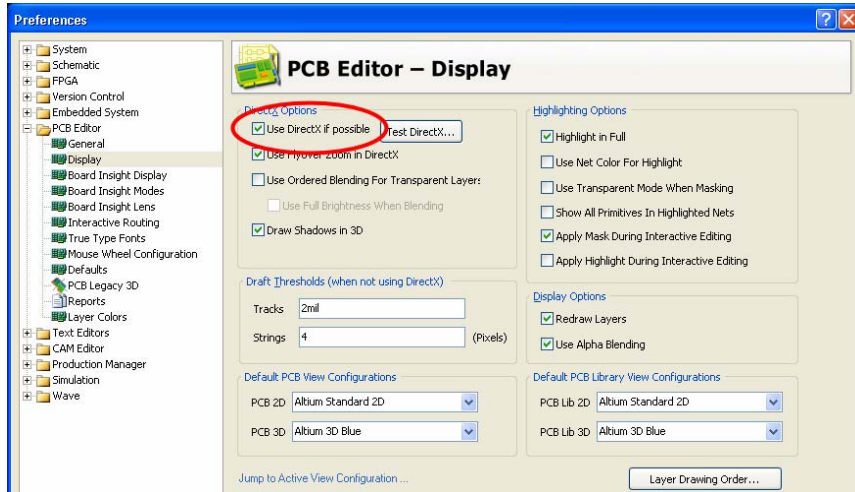 Preferences
System
Schematic
FPGA
Version Control
Embedded System
PCB Editor
General
Display
Board Insight Display
Board Insight Modes
Board Insight Lens
Interactive Routing
True Type Fonts
Mouse Wheel Configuration
Defaults
PCB Legacy 3D
Reports
Layer Colors
Text Editors
CAM Editor
Production Manager
Simulation
Wave
PCB Editor – Display
DirectX Options
Use DirectX if possible
Test DirectX...
Use Flyover Zoom in DirectX
Use Ordered Blending For Transparent Layers
Use Full Brightness When Blending
Draw Shadows in 3D
Highlighting Options
Highlight in Full
Use Net Color For Highlight
Use Transparent Mode When Masking
Show All Primitives In Highlighted Nets
Apply Mask During Interactive Editing
Apply Highlight During Interactive Editing
Draft Thresholds (when not using DirectX)
Tracks 2mil
Strings 4 (Pixels)
Display Options
Redraw Layers
Use Alpha Blending
Default PCB View Configurations
PCB 2D Altium Standard 2D
PCB 3D Altium 3D Blue
Default PCB Library View Configurations
PCB Lib 2D Altium Standard 2D
PCB Lib 3D Altium 3D Blue
Jump to Active View Configuration ...
Layer Drawing Order...